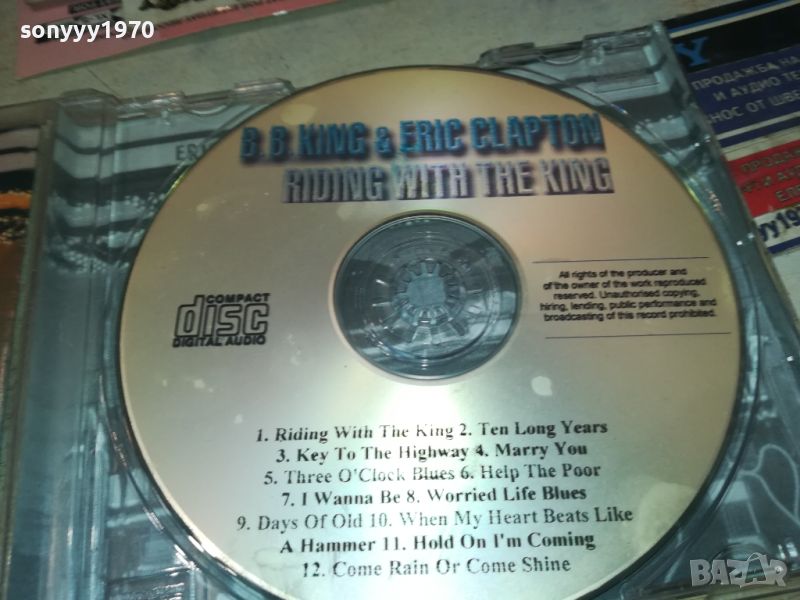 sonyyy1970
Y
ПРОДАЖБА НА
И АУДИО ТЕ
НОС ОТ ШВЕ
B.B.KING & ERIC CLAPTON
RIDING WITH THE KING
COMPACT
disc
DIGITAL AUDIO
All rights of the producer and
of the owner of the work reproduced
reserved. Unauthorised copying,
hiring, lending, public performance and
broadcasting of this record prohibited.
1. Riding With The King 2. Ten Long Years
3. Key To The Highway 4. Marry You
5. Three O'Clock Blues 6. Help The Poor
7. I Wanna Be 8. Worried Life Blues
9. Days Of Old 10. When My Heart Beats Like
A Hammer 11. Hold On I'm Coming
12. Come Rain Or Come Shine
BAZAR